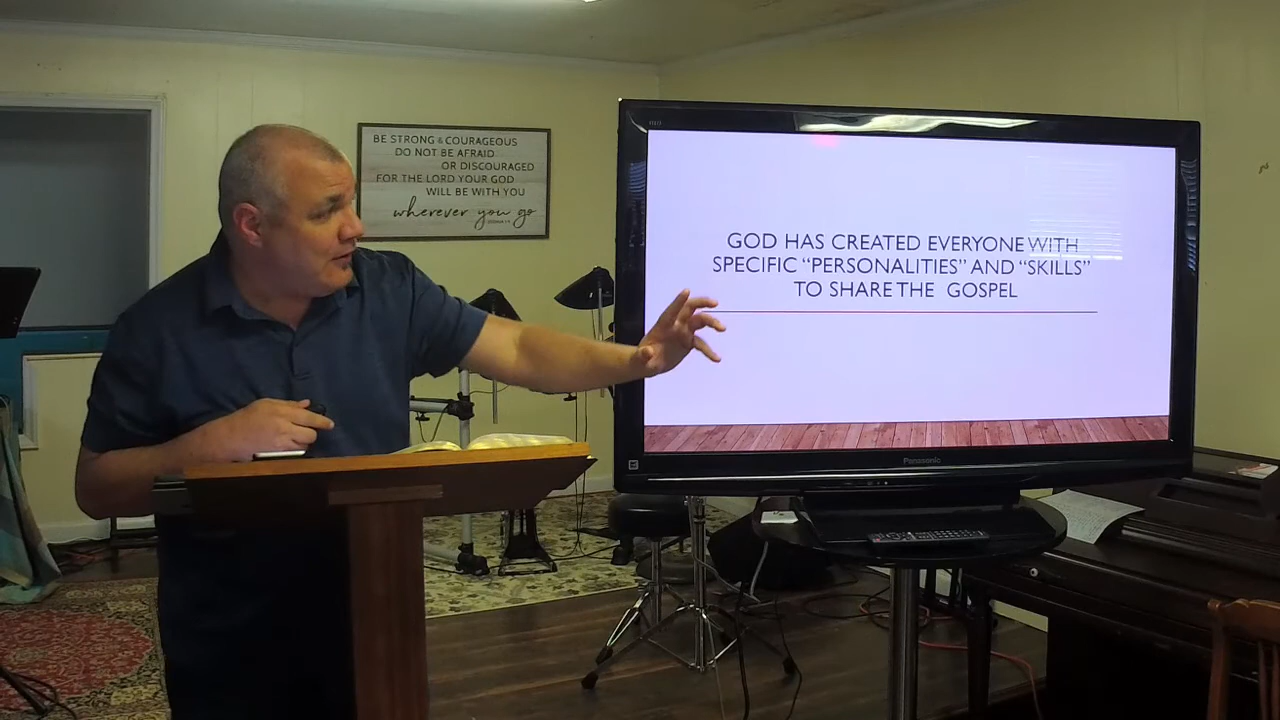 BE STRONG & COURAGEOUS
DO NOT BE AFRAID
OR DISCOURAGED
FOR THE LORD YOUR GOD
WILL BE WITH YOU
wherever you go
GOD HAS CREATED EVERYONE WITH
SPECIFIC “PERSONALITIES” AND “SKILLS”
TO SHARE THE GOSPEL
Panasonic